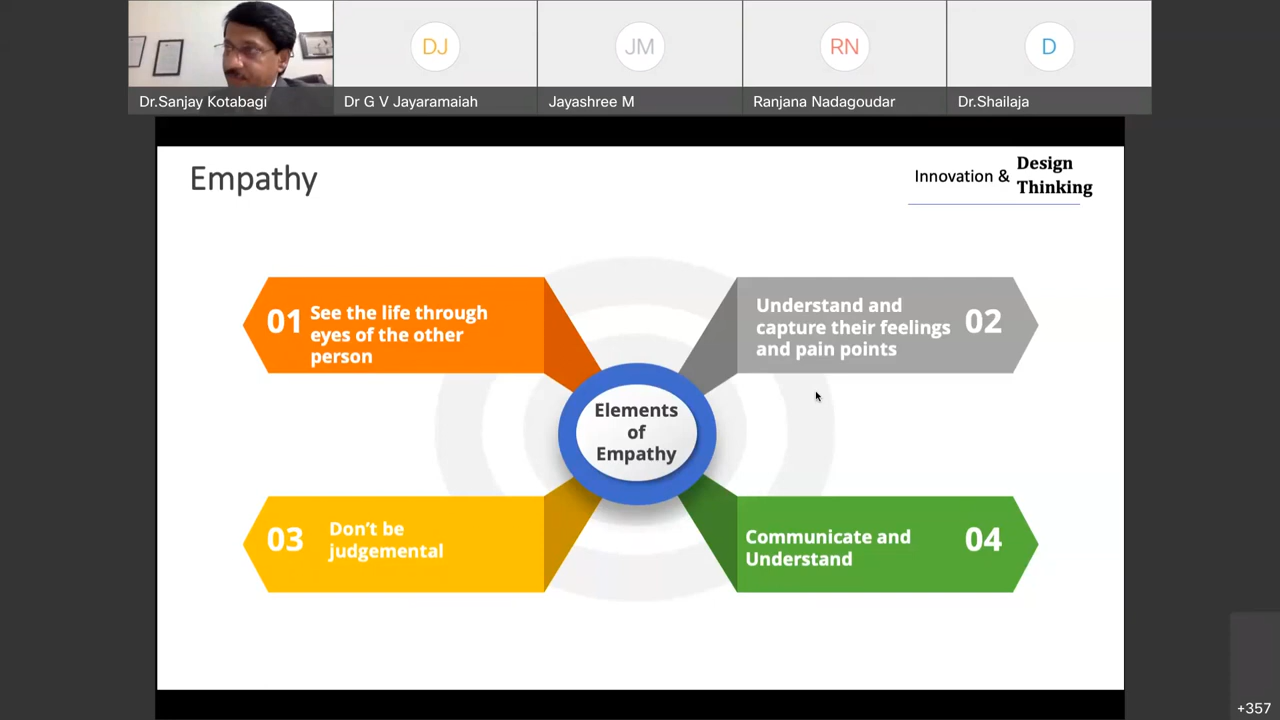 DJ
JM
RN
D
Dr.Sanjay Kotabagi
Dr G V Jayaramaiah
Jayashree M
Ranjana Nadagoudar
Dr.Shailaja
Empathy
Innovation &
Design
Thinking
01
See the life through
eyes of the other
person
Understand and
capture their feelings
and pain points
02
Elements
of
Empathy
03
Don’t be
judgemental
Communicate and
Understand
04
+357